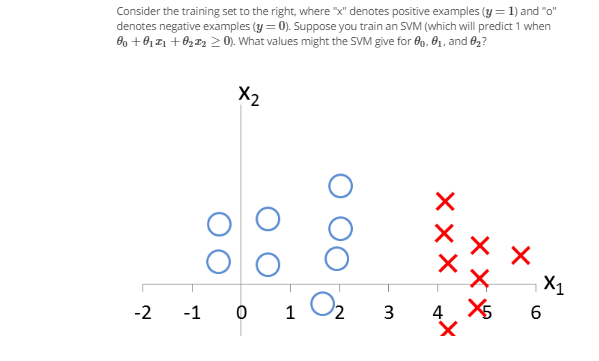 Consider the training set to the right, where "x" denotes positive examples (y = 1) and "o"
denotes negative examples (y = 0). Suppose you train an SVM (which will predict 1 when
θ₀ + θ₁x₁ + θ₂x₂ ≥ 0). What values might the SVM give for θ₀, θ₁, and θ₂?
X₂
X₁
-2 -1 0 1 2 3 4 5 6